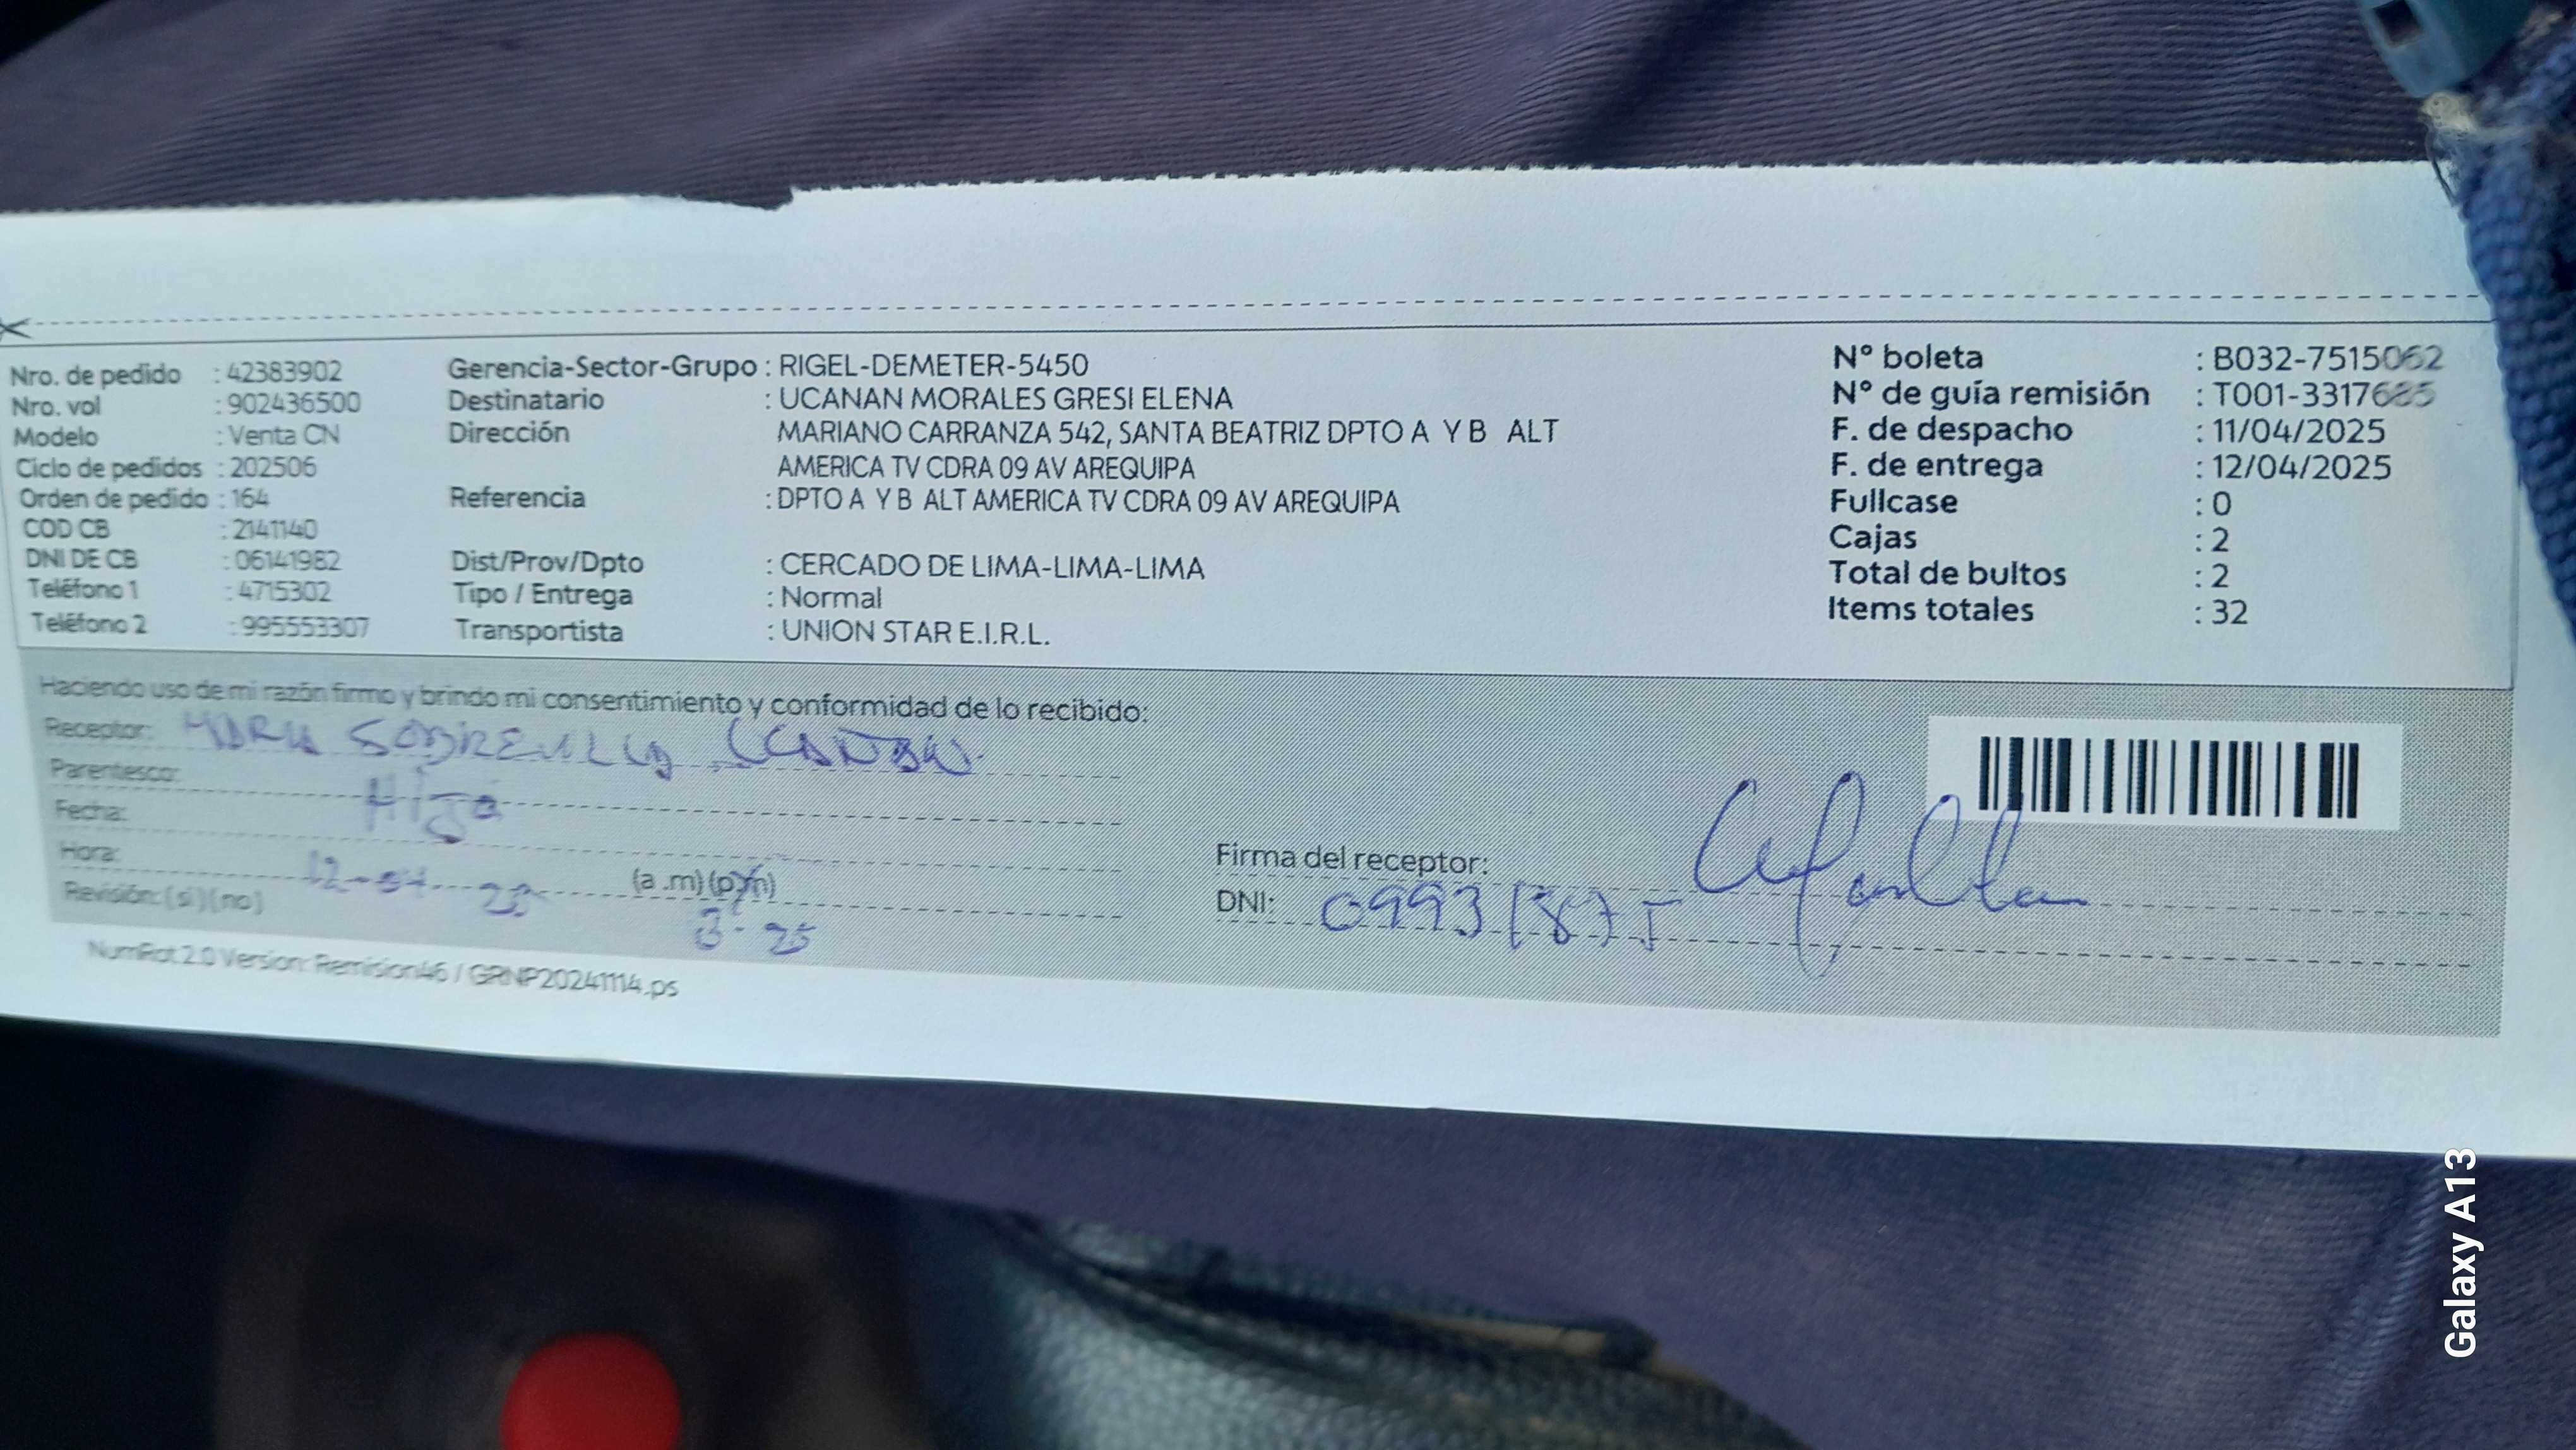 Nro. de pedido : 42383902
Nro. vol : 902436500
Modelo : Venta CN
Ciclo de pedidos : 202506
Orden de pedido : 164
COD CB : 2141140
DNI DE CB : 06141982
Teléfono 1 : 4715302
Teléfono 2 : 995553307
Gerencia-Sector-Grupo : RIGEL-DEMETER-5450
Destinatario : UCANAN MORALES GRESI ELENA
Dirección MARIANO CARRANZA 542, SANTA BEATRIZ DPTO A Y B ALT
AMERICA TV CDRA 09 AV AREQUIPA
Referencia : DPTO A Y B ALT AMERICA TV CDRA 09 AV AREQUIPA
Dist/Prov/Dpto : CERCADO DE LIMA-LIMA-LIMA
Tipo / Entrega : Normal
Transportista : UNION STAR E.I.R.L.
N° boleta : B032-7515062
N° de guía remisión : T001-3317685
F. de despacho : 11/04/2025
F. de entrega : 12/04/2025
Fullcase : 0
Cajas : 2
Total de bultos : 2
Items totales : 32
Haciendo uso de mi razón firmo y brindo mi consentimiento y conformidad de lo recibido:
Receptor:
Parentesco: Hija
Fecha:
Hora: 12-04- (a.m)(p.m)
Revisión: (si) (no) 3-25
Firma del receptor:
DNI:
NumRot 2.0 Version: Remision46 / GRNP20241114.ps
Galaxy A13